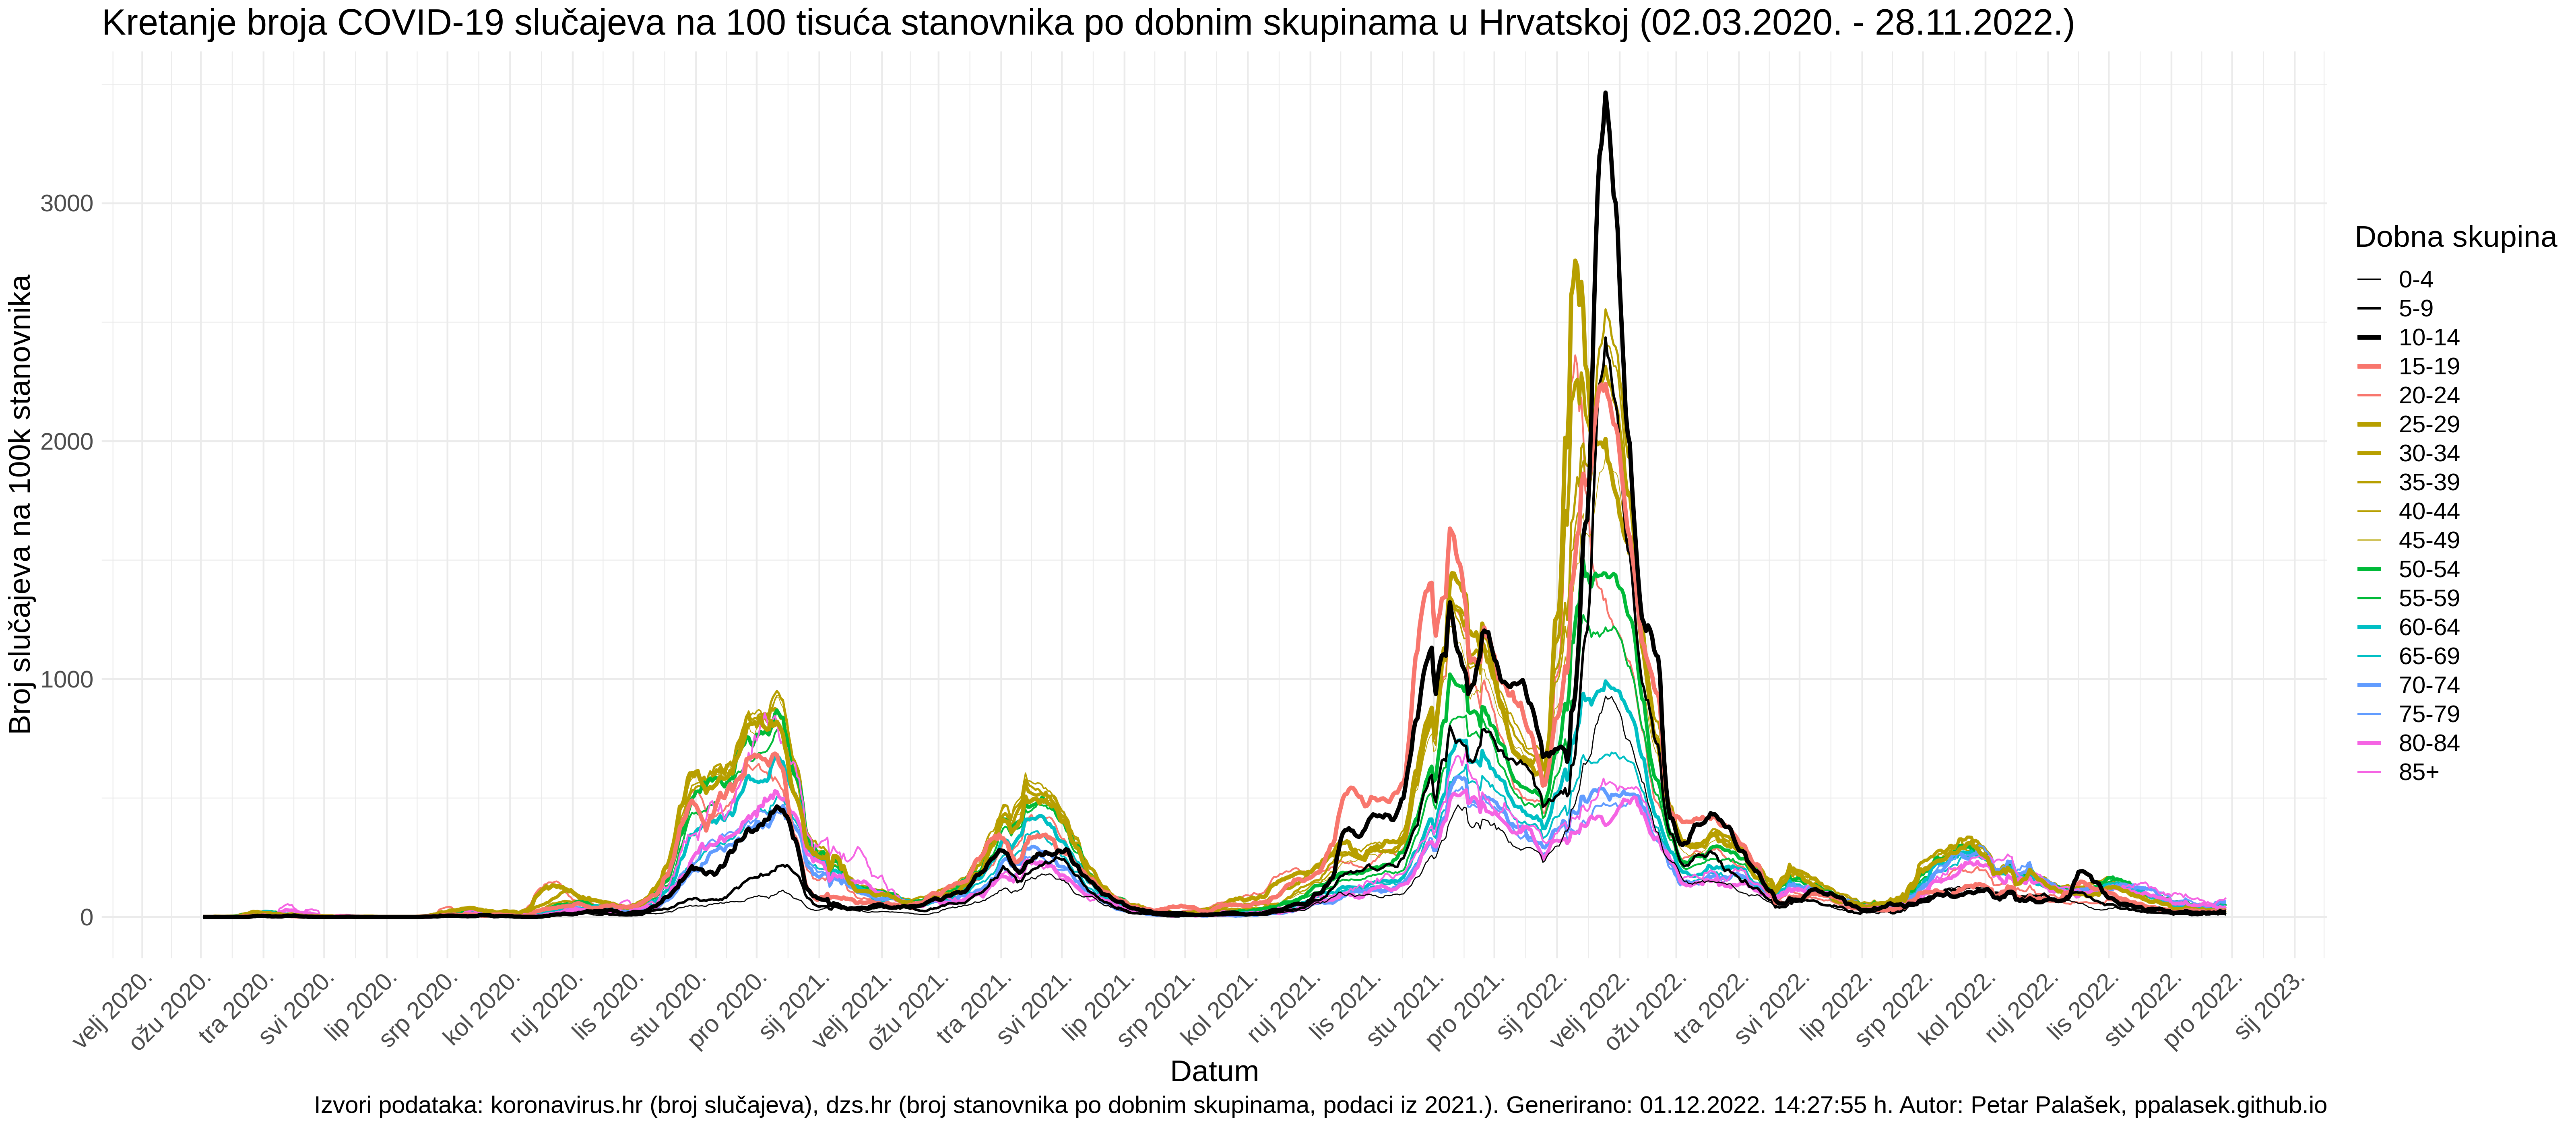 Kretanje broja COVID-19 slučajeva na 100 tisuća stanovnika po dobnim skupinama u Hrvatskoj (02.03.2020. - 28.11.2022.)
Broj slučajeva na 100k stanovnika
3000
2000
1000
0
velj 2020.
ožu 2020.
tra 2020.
svi 2020.
lip 2020.
srp 2020.
kol 2020.
ruj 2020.
lis 2020.
stu 2020.
pro 2020.
sij 2021.
velj 2021.
ožu 2021.
tra 2021.
svi 2021.
lip 2021.
srp 2021.
kol 2021.
ruj 2021.
lis 2021.
stu 2021.
pro 2021.
sij 2022.
velj 2022.
ožu 2022.
tra 2022.
svi 2022.
lip 2022.
srp 2022.
kol 2022.
ruj 2022.
lis 2022.
stu 2022.
pro 2022.
sij 2023.
Datum
Dobna skupina
0-4
5-9
10-14
15-19
20-24
25-29
30-34
35-39
40-44
45-49
50-54
55-59
60-64
65-69
70-74
75-79
80-84
85+
Izvori podataka: koronavirus.hr (broj slučajeva), dzs.hr (broj stanovnika po dobnim skupinama, podaci iz 2021.). Generirano: 01.12.2022. 14:27:55 h. Autor: Petar Palašek, ppalasek.github.io